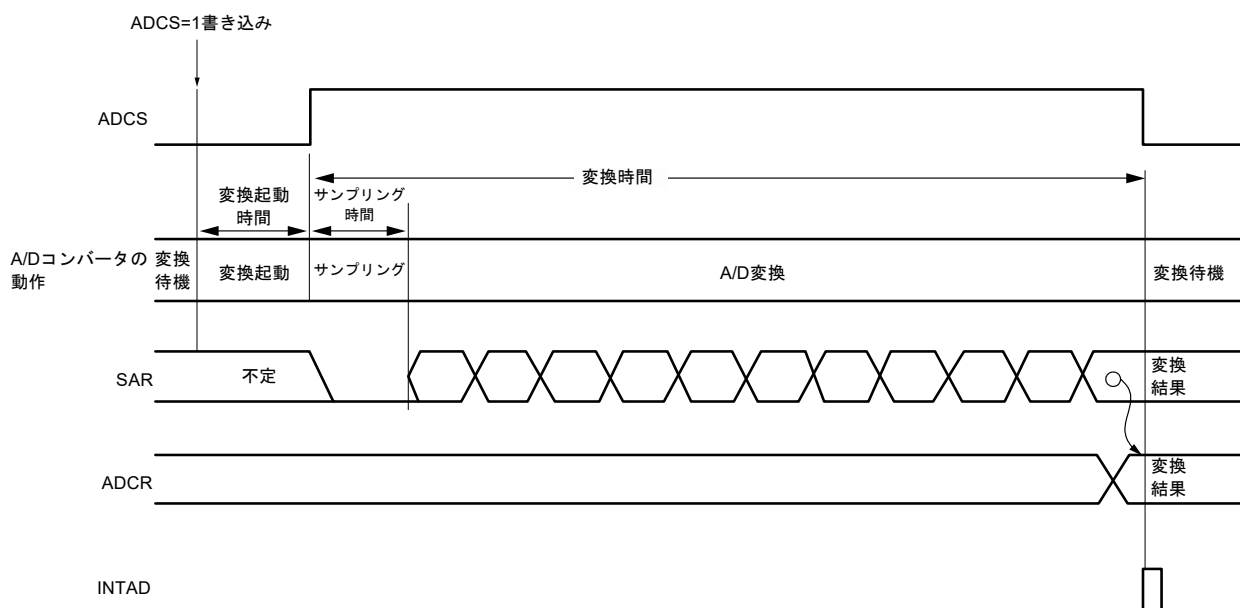 ADCS=1書き込み
ADCS
変換時間
変換起動
時間
サンプリング
時間
A/Dコンバータの
動作
変換
待機
変換起動
サンプリング
A/D変換
変換待機
SAR
不定
変換
結果
ADCR
変換
結果
INTAD